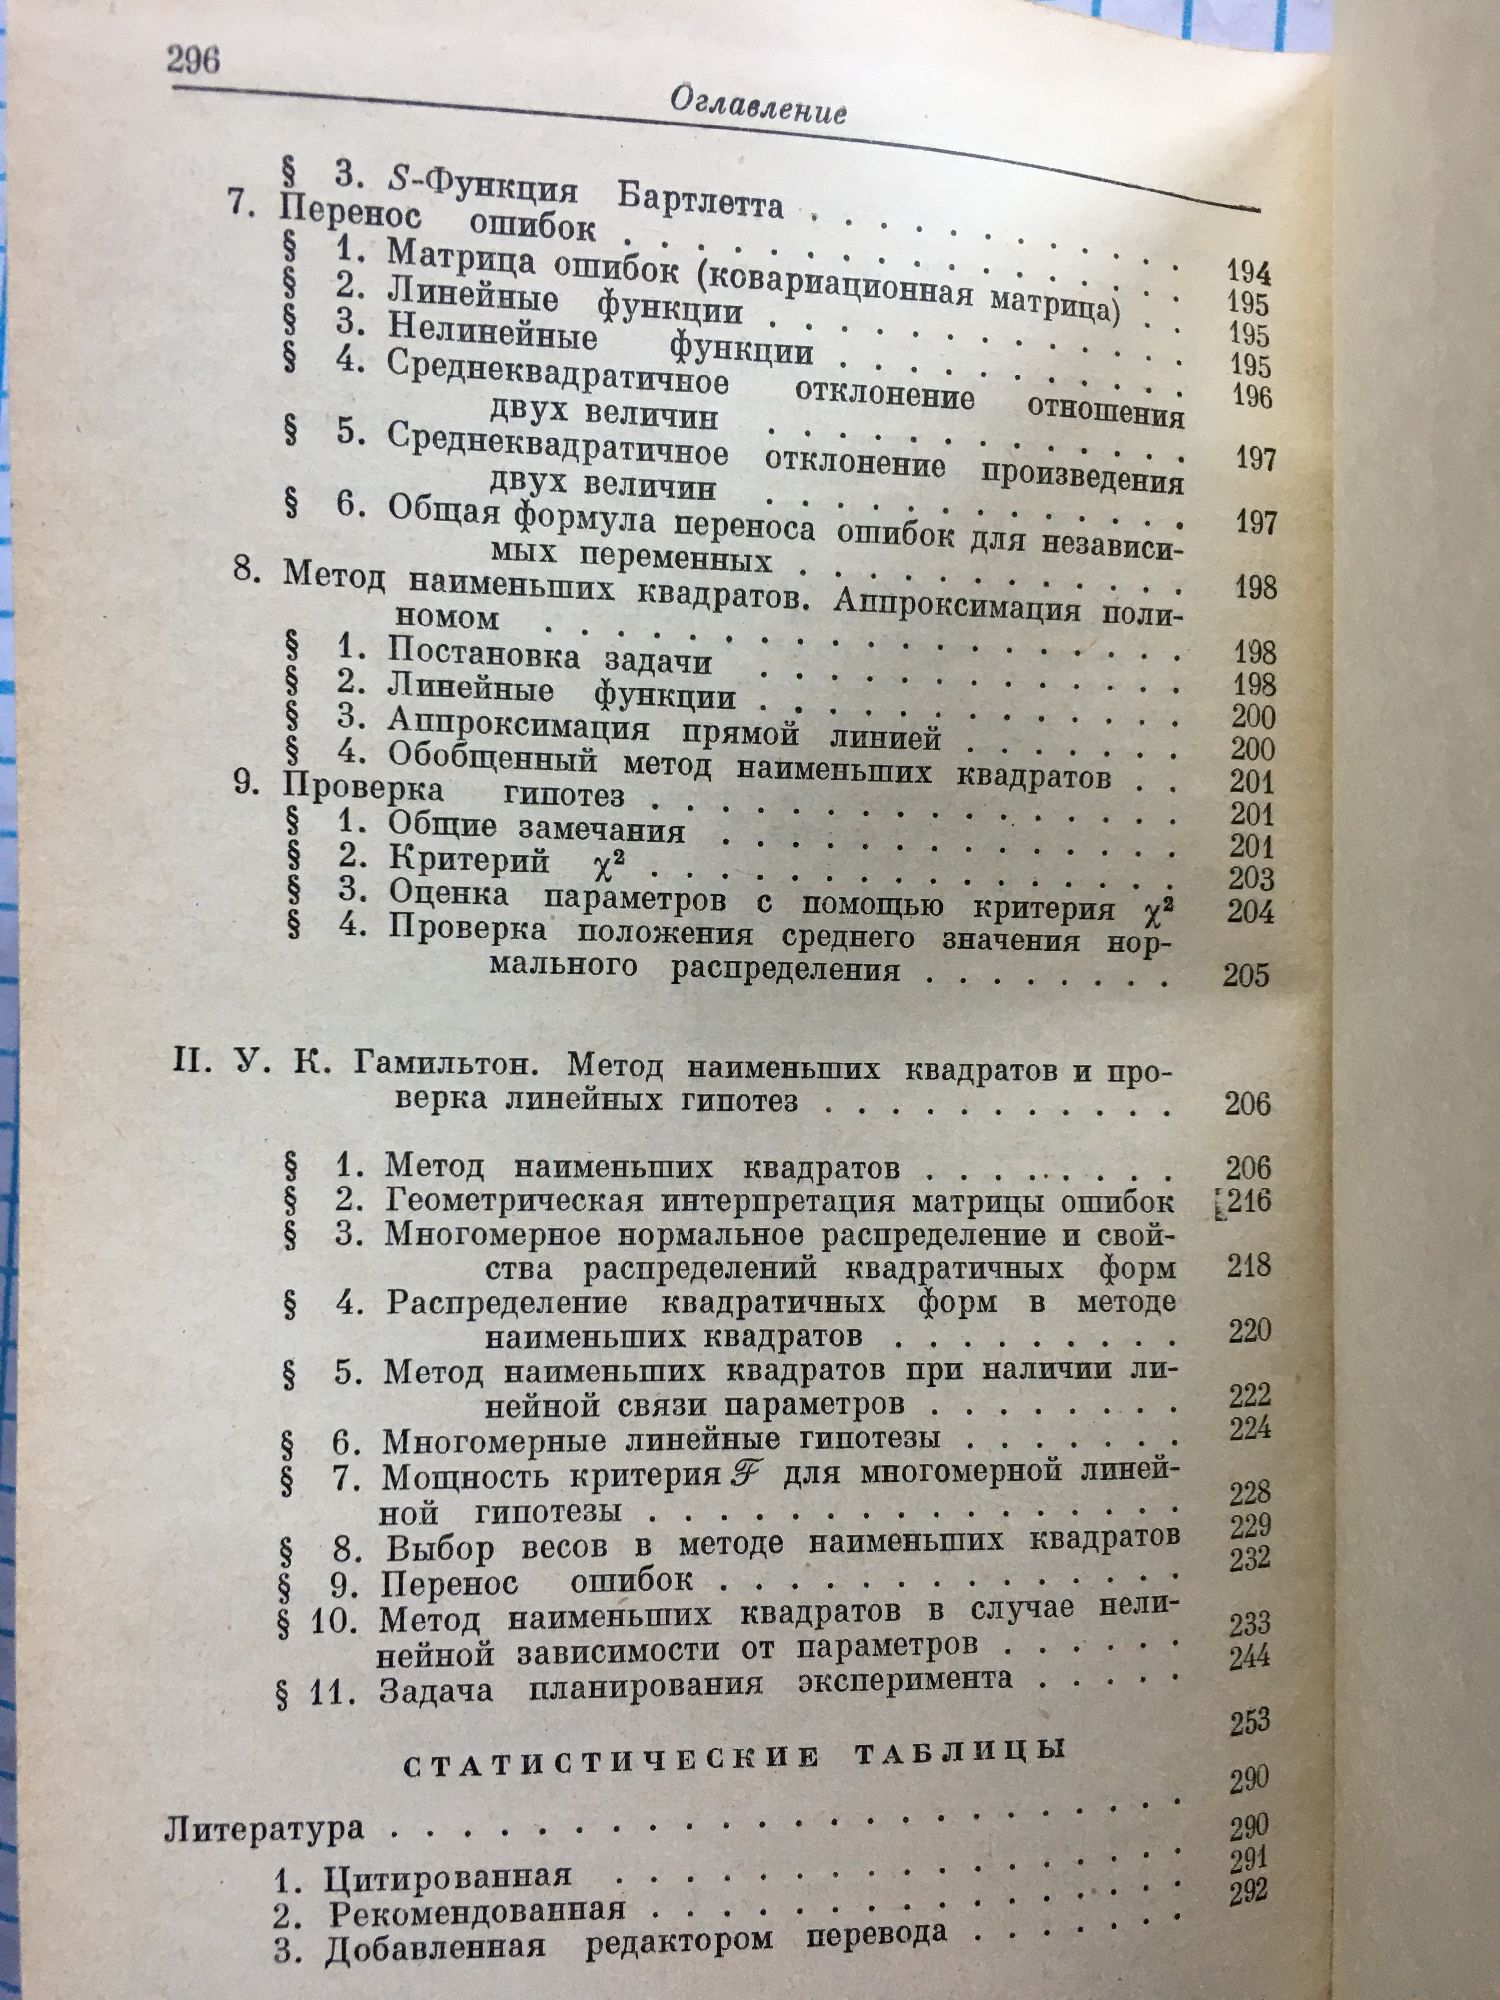 296
Оглавление
§ 3. S-Функция Бартлетта . . . . . . . . . . 194
7. Перенос ошибок . . . . . . . . . . . . . . . 195
§ 1. Матрица ошибок (ковариационная матрица) . . 195
§ 2. Линейные функции . . . . . . . . . . . . 195
§ 3. Нелинейные функции . . . . . . . . . . 196
§ 4. Среднеквадратичное отклонение отношения
двух величин . . . . . . . . . . . . 197
§ 5. Среднеквадратичное отклонение произведения
двух величин . . . . . . . . . . . . 197
§ 6. Общая формула переноса ошибок для независи-
мых переменных . . . . . . . . . . . 198
8. Метод наименьших квадратов. Аппроксимация поли-
номом . . . . . . . . . . . . . . . . . . 198
§ 1. Постановка задачи . . . . . . . . . . . . 198
§ 2. Линейные функции . . . . . . . . . . . . 200
§ 3. Аппроксимация прямой линией . . . . . . . 200
§ 4. Обобщенный метод наименьших квадратов . . 201
9. Проверка гипотез . . . . . . . . . . . . . . . 201
§ 1. Общие замечания . . . . . . . . . . . . . 201
§ 2. Критерий χ² . . . . . . . . . . . . . . . 203
§ 3. Оценка параметров с помощью критерия χ² 204
§ 4. Проверка положения среднего значения нор-
мального распределения . . . . . . . . 205
II. У. К. Гамильтон. Метод наименьших квадратов и про-
верка линейных гипотез . . . . . . . . . . . 206
§ 1. Метод наименьших квадратов . . . . . . . . 206
§ 2. Геометрическая интерпретация матрицы ошибок 216
§ 3. Многомерное нормальное распределение и свой-
ства распределений квадратичных форм 218
§ 4. Распределение квадратичных форм в методе
наименьших квадратов . . . . . . . . . 220
§ 5. Метод наименьших квадратов при наличии ли-
нейной связи параметров . . . . . . . . 222
§ 6. Многомерные линейные гипотезы . . . . . . . 224
§ 7. Мощность критерия ℱ для многомерной линей-
ной гипотезы . . . . . . . . . . . . . . . 228
§ 8. Выбор весов в методе наименьших квадратов 229
§ 9. Перенос ошибок . . . . . . . . . . . . . 232
§ 10. Метод наименьших квадратов в случае нели-
нейной зависимости от параметров . . . . . . 233
§ 11. Задача планирования эксперимента . . . . . 244
СТАТИСТИЧЕСКИЕ ТАБЛИЦЫ 253
Литература . . . . . . . . . . . . . . . . . . . . . 290
1. Цитированная . . . . . . . . . . . . . . . . 290
2. Рекомендованная . . . . . . . . . . . . . . . 291
3. Добавленная редактором перевода . . . . . . 292